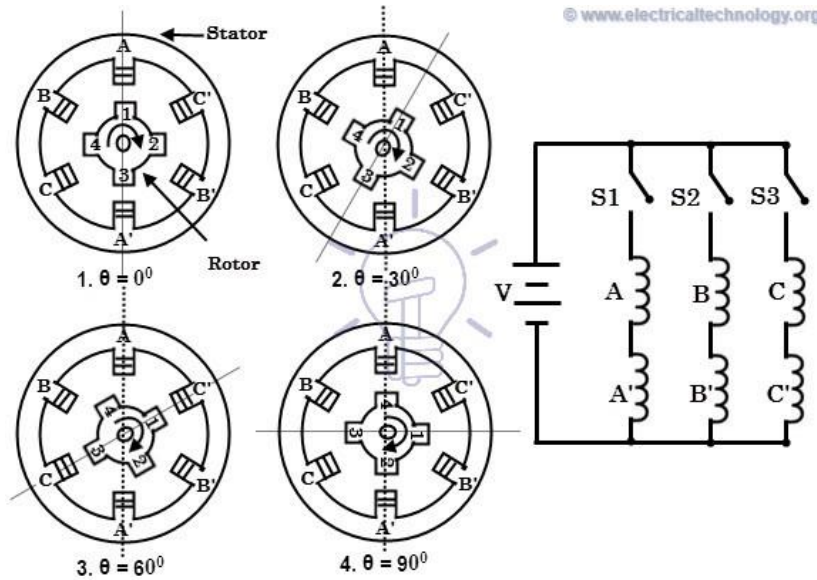 © www.electricaltechnology.org
Stator
A
B
C'
1
4
2
3
C
B'
A'
Rotor
1. θ = 0⁰
A
B
C'
1
4
2
3
C
B'
A'
2. θ = 30⁰
A
B
C'
4
1
3
2
C
B'
A'
3. θ = 60⁰
A
B
C'
4
3
1
2
C
B'
A'
4. θ = 90⁰
S1
S2
S3
V
A
B
C
A'
B'
C'